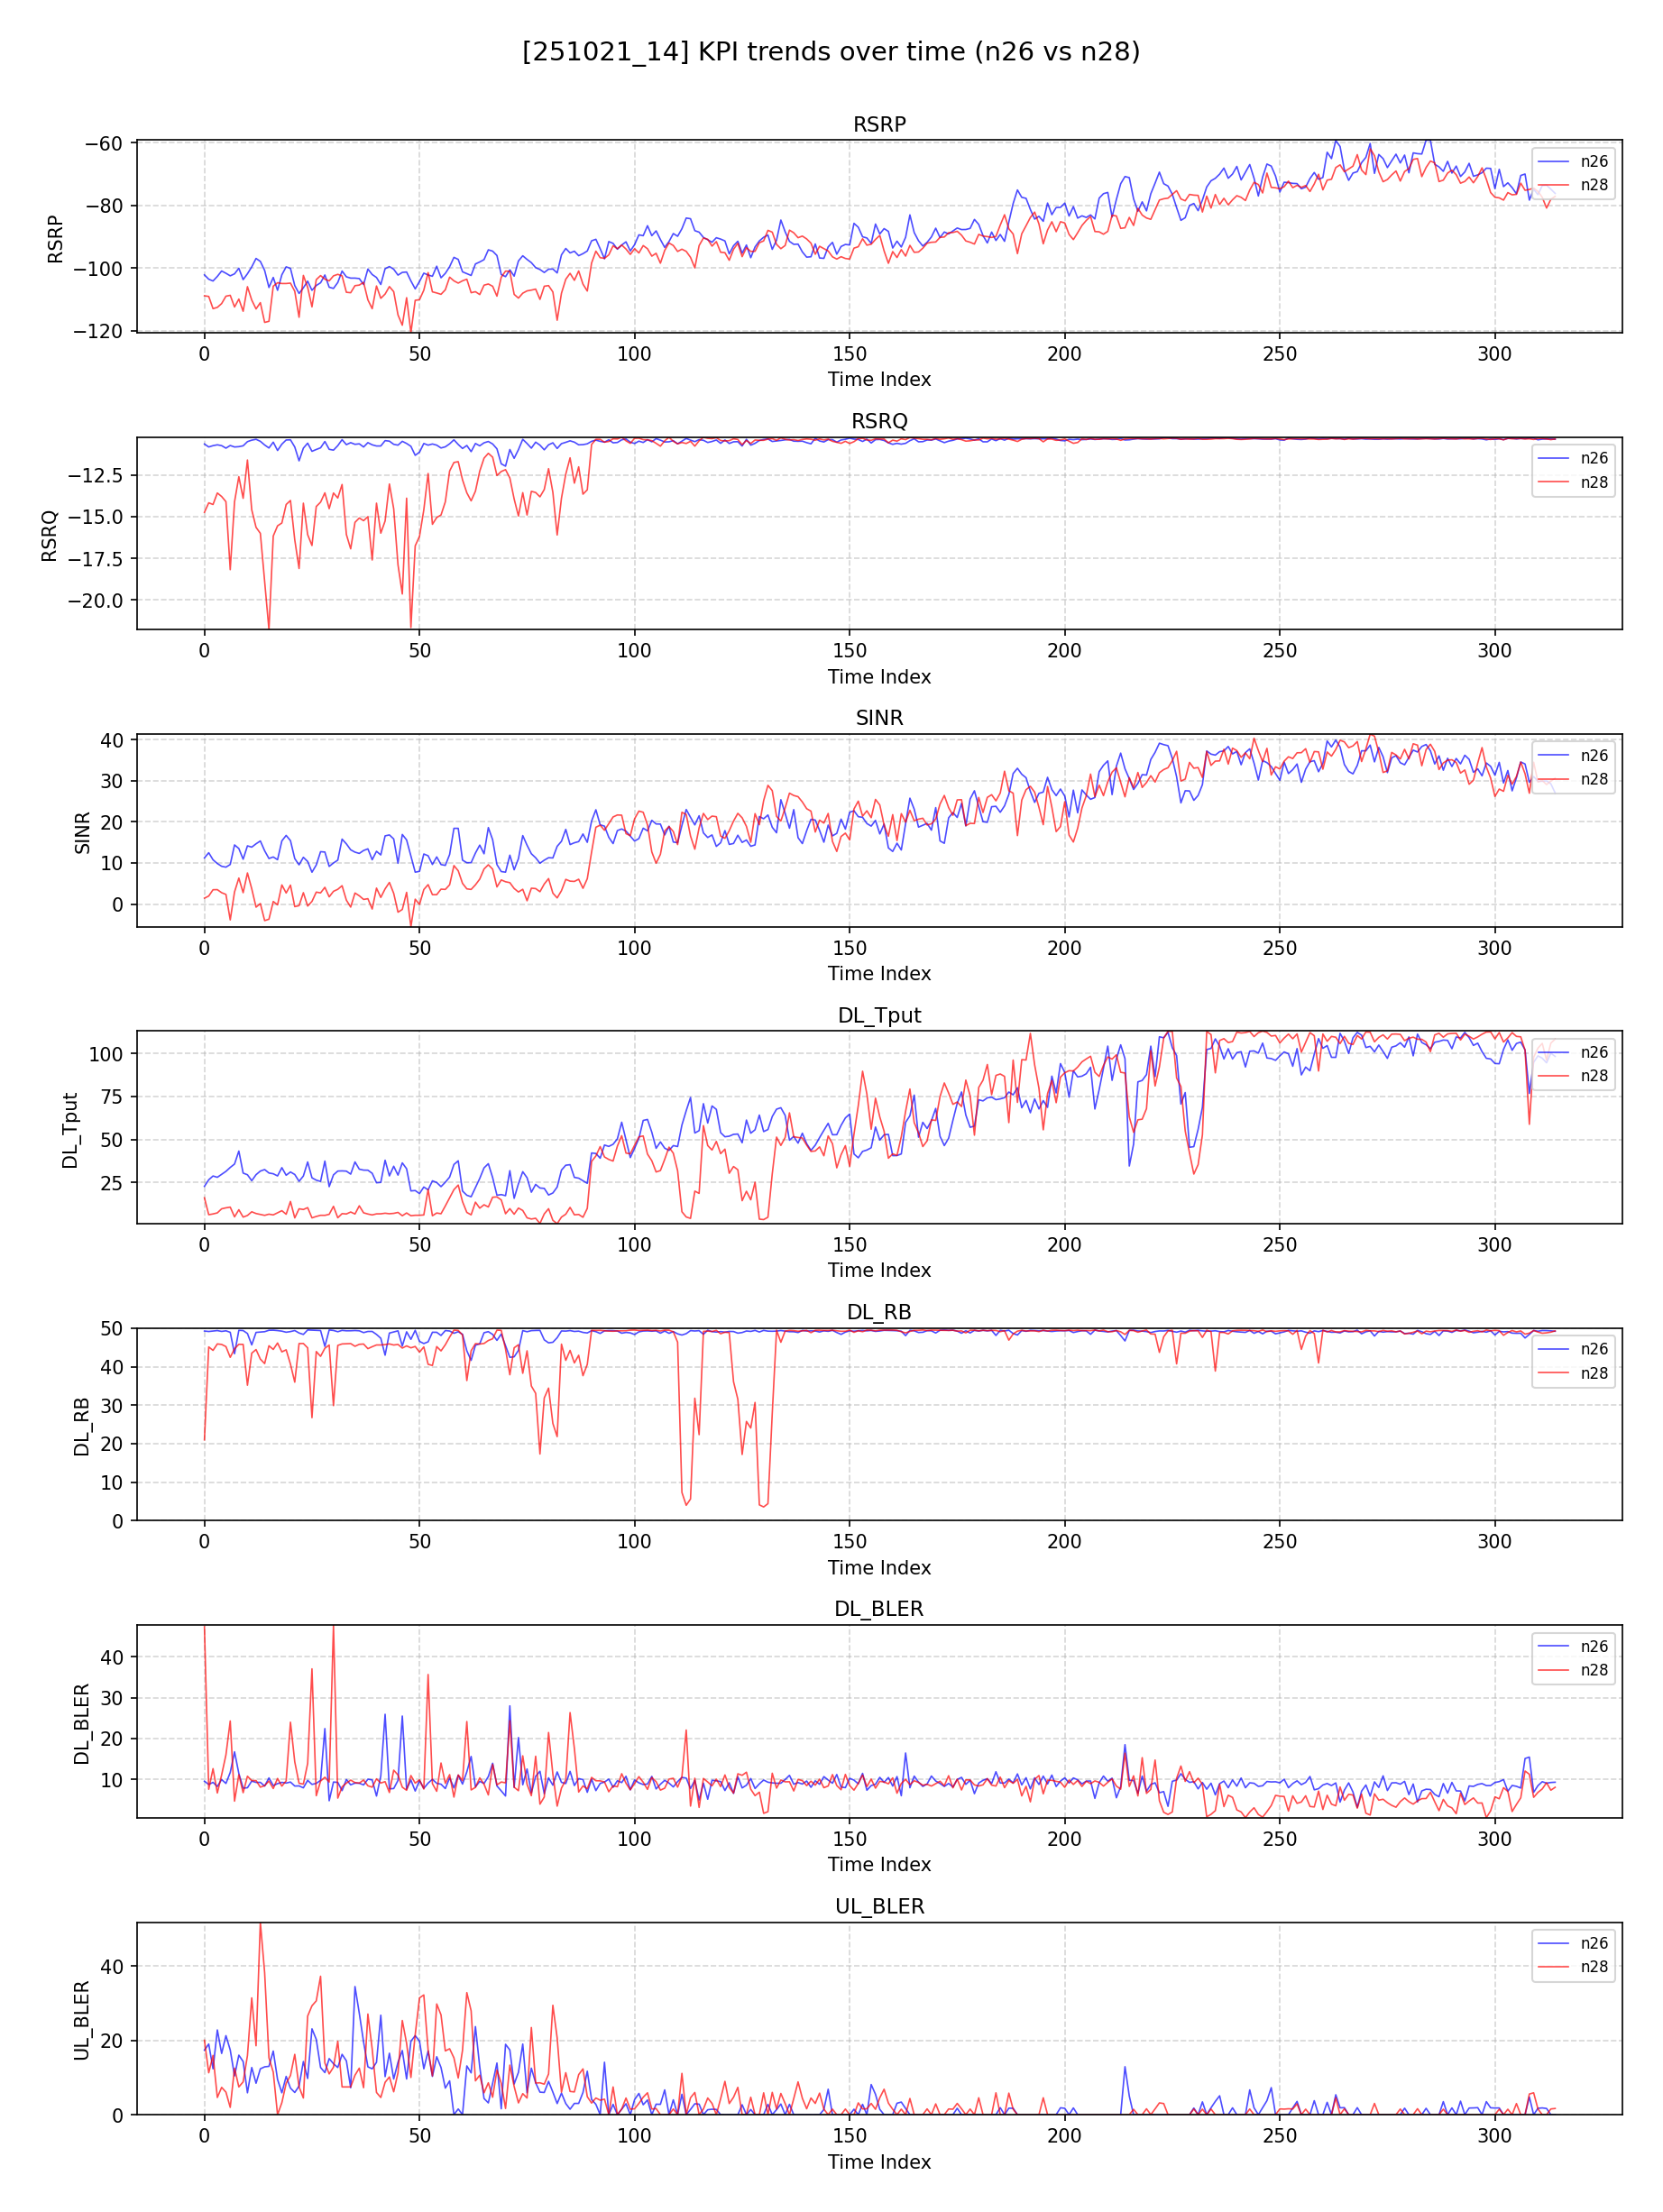 [251021_14] KPI trends over time (n26 vs n28)
RSRP
−60
−80
−100
−120
RSRP
n26
n28
0 50 100 150 200 250 300
Time Index
RSRQ
−12.5
−15.0
−17.5
−20.0
RSRQ
n26
n28
0 50 100 150 200 250 300
Time Index
SINR
40
30
20
10
0
SINR
n26
n28
0 50 100 150 200 250 300
Time Index
DL_Tput
100
75
50
25
DL_Tput
n26
n28
0 50 100 150 200 250 300
Time Index
DL_RB
50
40
30
20
10
0
DL_RB
n26
n28
0 50 100 150 200 250 300
Time Index
DL_BLER
40
30
20
10
DL_BLER
n26
n28
0 50 100 150 200 250 300
Time Index
UL_BLER
40
20
0
UL_BLER
n26
n28
0 50 100 150 200 250 300
Time Index